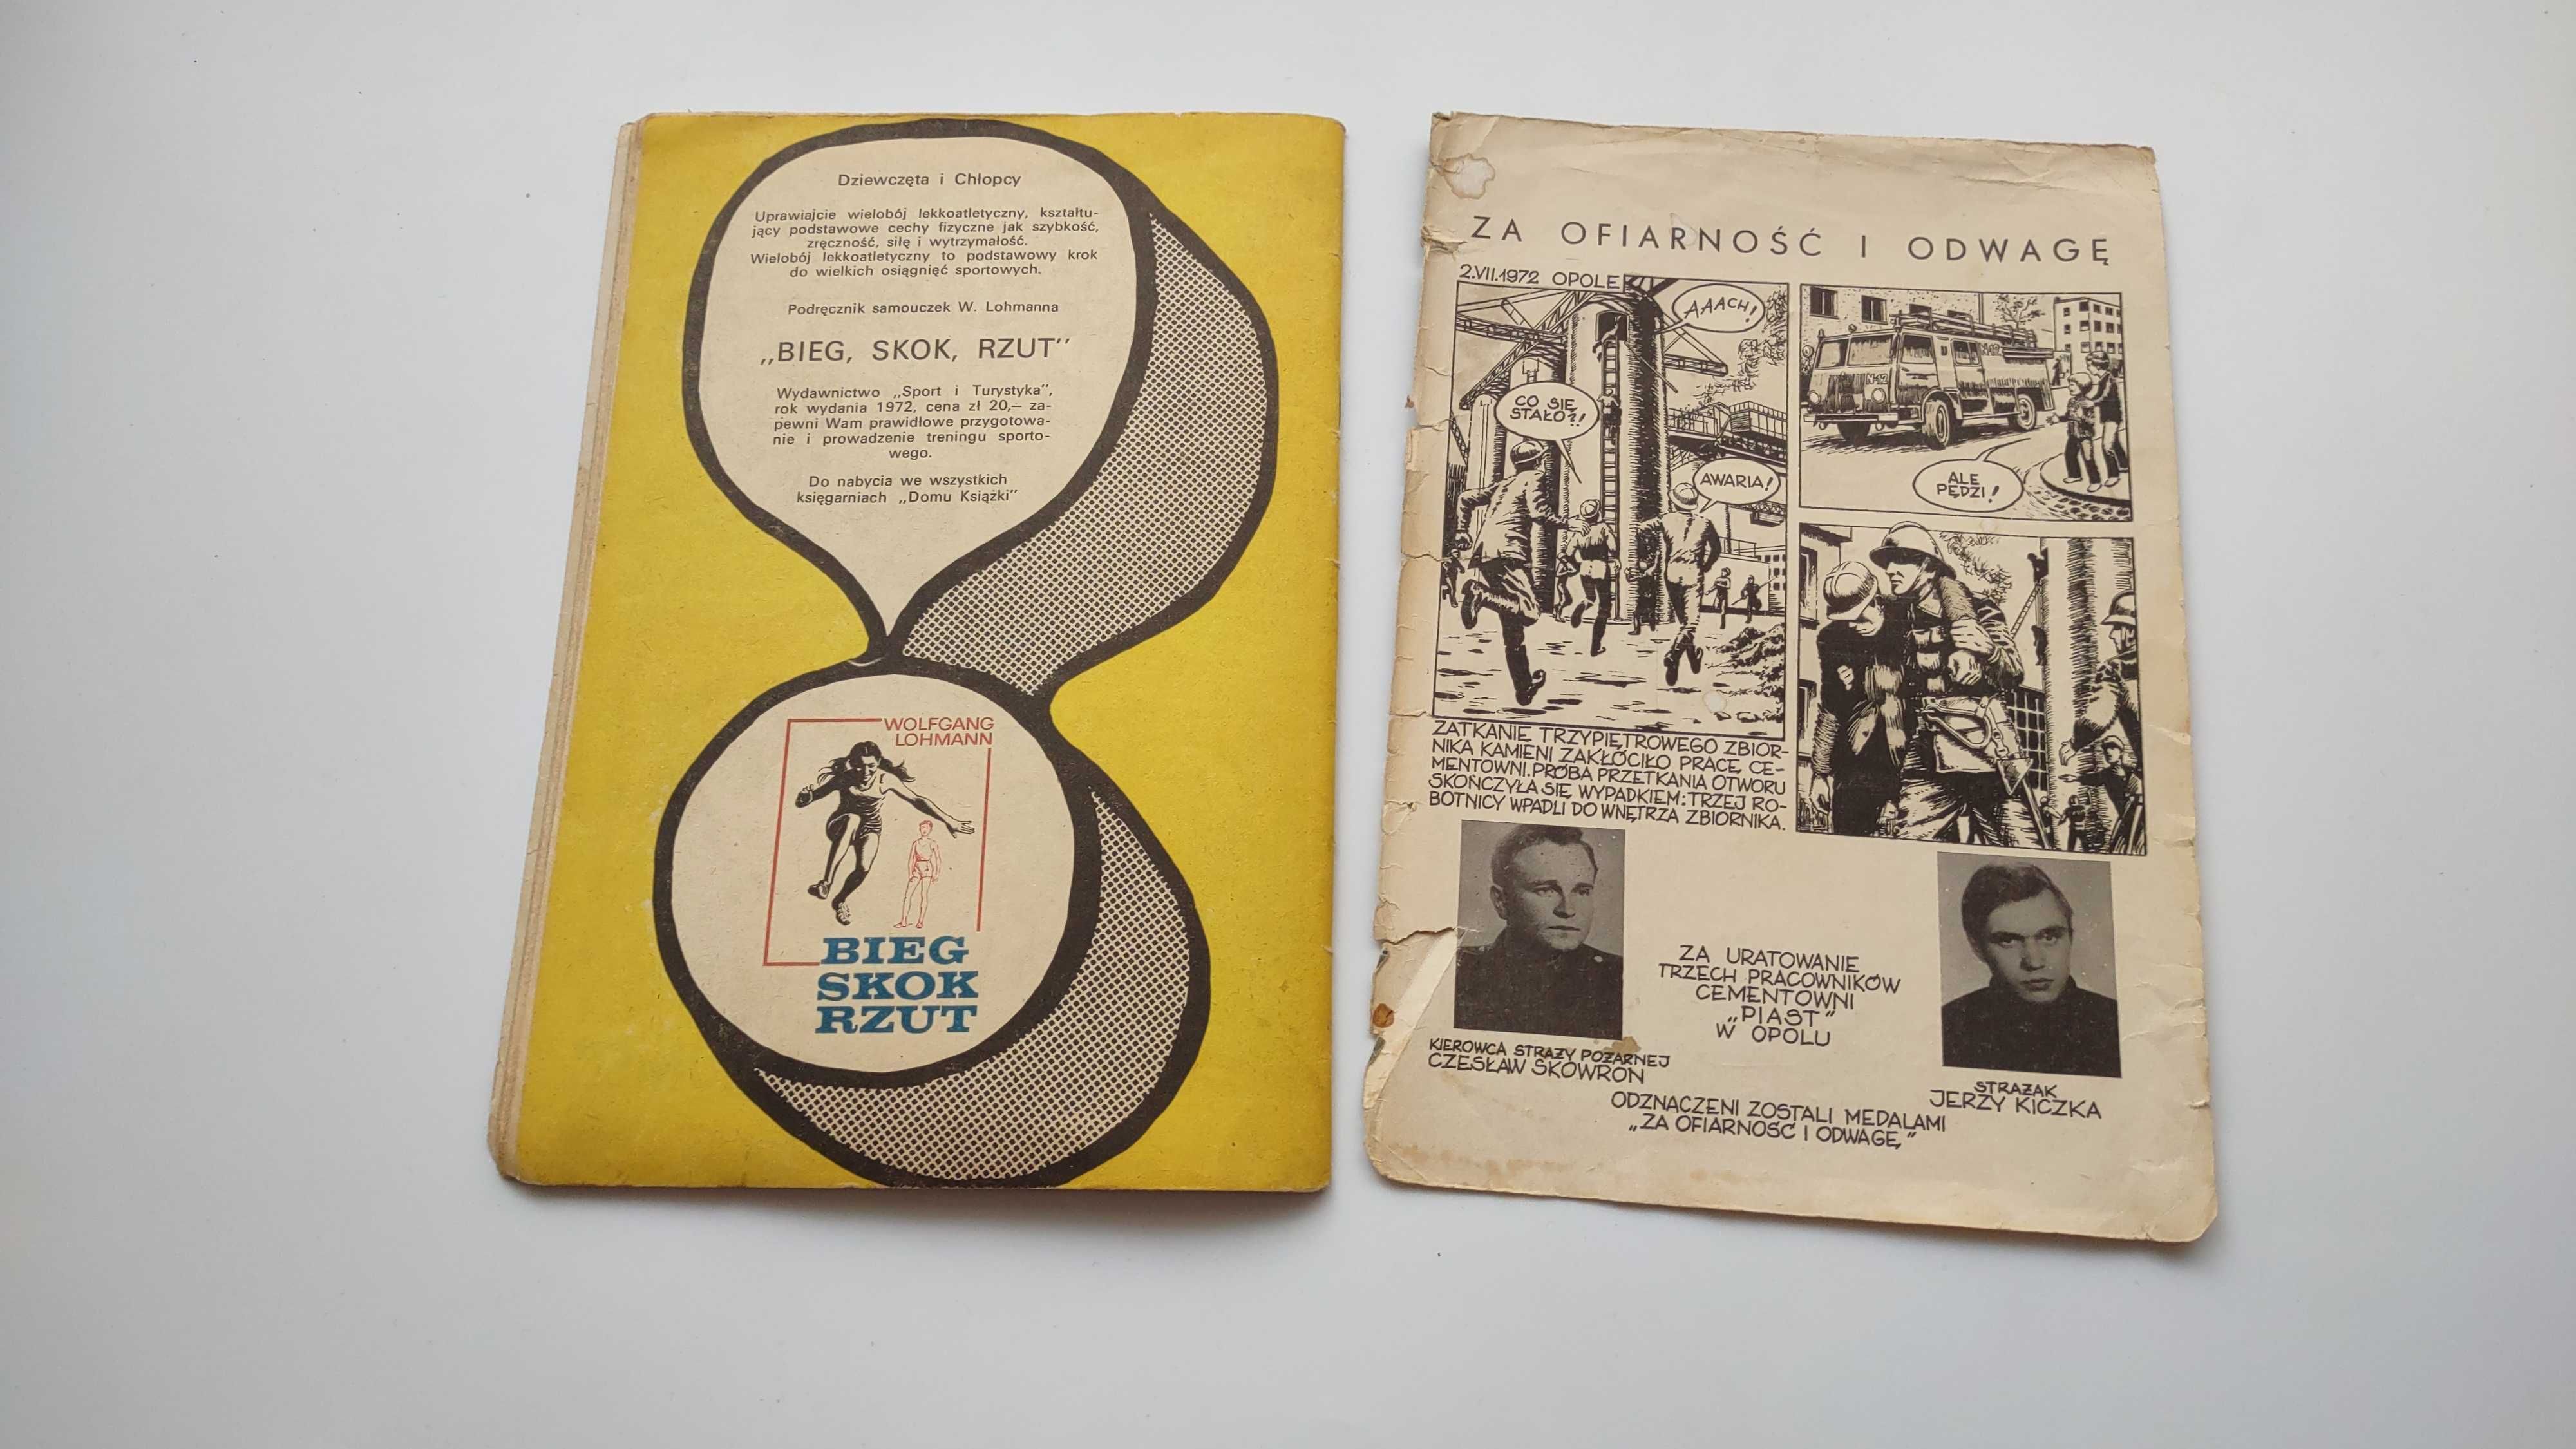 Dziewczęta i Chłopcy
Uprawiajcie wielobój lekkoatletyczny, kształtu-
jący podstawowe cechy fizyczne jak szybkość,
zręczność, siłę i wytrzymałość.
Wielobój lekkoatletyczny to podstawowy krok
do wielkich osiągnięć sportowych.
Podręcznik samouczek W. Lohmanna
„BIEG, SKOK, RZUT”
Wydawnictwo „Sport i Turystyka”,
rok wydania 1972, cena zł 20,— za-
pewni Wam prawidłowe przygotowa-
nie i prowadzenie treningu sporto-
wego.
Do nabycia we wszystkich
księgarniach „Domu Książki”
WOLFGANG
LOHMANN
BIEG
SKOK
RZUT
ZA OFIARNOŚĆ I ODWAGĘ
2.VII.1972 OPOLE
AAACH!
CO SIĘ
STAŁO?!
AWARIA!
N-12
ALE
PĘDZI!
ZATKANIE TRZYPIĘTROWEGO ZBIOR-
NIKA KAMIENI ZAKŁÓCIŁO PRACĘ CE-
MENTOWNI. PRÓBA PRZETKANIA OTWORU
SKOŃCZYŁA SIĘ WYPADKIEM: TRZEJ RO-
BOTNICY WPADLI DO WNĘTRZA ZBIORNIKA.
ZA URATOWANIE
TRZECH PRACOWNIKÓW
CEMENTOWNI
„PIAST”
W OPOLU
KIEROWCA STRAŻY POŻARNEJ
CZESŁAW SKOWRON
STRAŻAK
JERZY KICZKA
ODZNACZENI ZOSTALI MEDALAMI
„ZA OFIARNOŚĆ I ODWAGĘ”